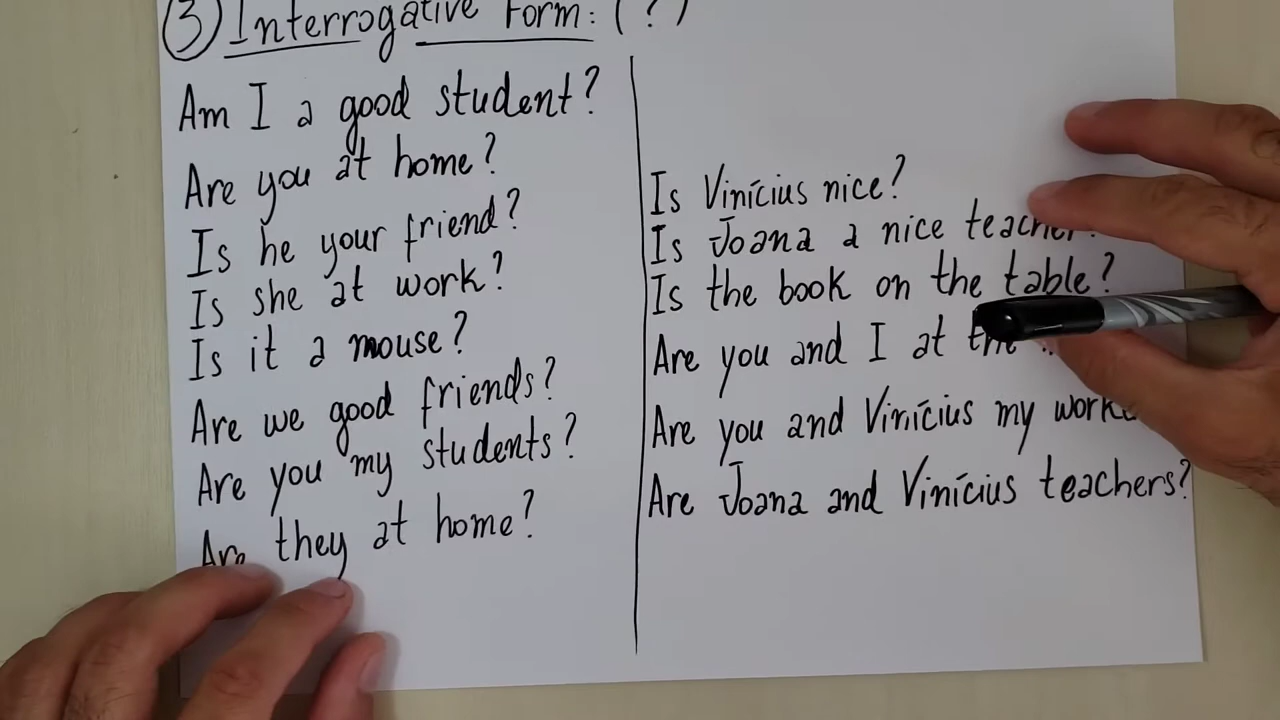 3 Interrogative Form: (?)
Am I a good student?
Are you at home?
Is he your friend?
Is she at work?
Is it a mouse?
Are we good friends?
Are you my students?
Are they at home?
Is Vinícius nice?
Is Joana a nice teacher?
Is the book on the table?
Are you and I at the
Are you and Vinícius my
Are Joana and Vinícius teachers?